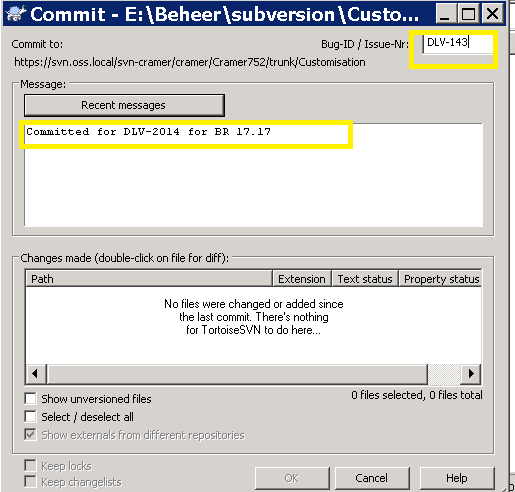 Commit - E:\Beheer\subversion\Custo...
Commit to:
Bug-ID / Issue-Nr: DLV-143
https://svn.oss.local/svn-cramer/cramer/Cramer752/trunk/Customisation
Message:
Recent messages
Committed for DLV-2014 for BR 17.17
Changes made (double-click on file for diff):
Path Extension Text status Property status
No files were changed or added since
the last commit. There's nothing
for TortoiseSVN to do here...
Show unversioned files
0 files selected, 0 files total
Select / deselect all
Show externals from different repositories
Keep locks
Keep changelists
OK Cancel Help